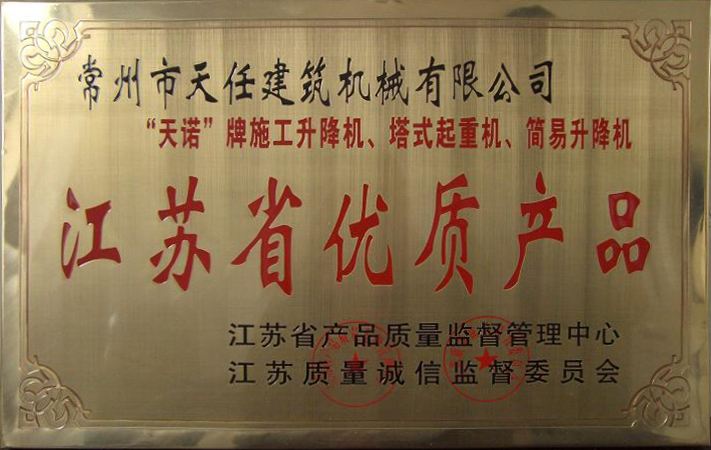 常州市天任建筑机械有限公司
“天诺”牌施工升降机、塔式起重机、简易升降机
江苏省优质产品
江苏省产品质量监督管理中心
江苏质量诚信监督委员会